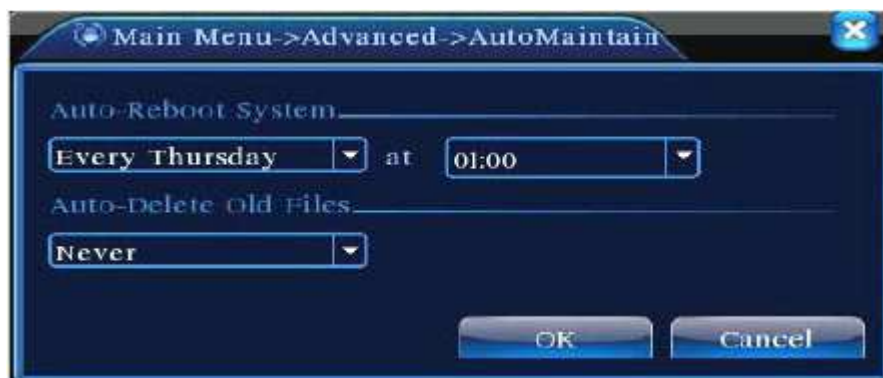 Main Menu->Advanced->AutoMaintain
Auto-Reboot System
Every Thursday at 01:00
Auto-Delete Old Files
Never
OK Cancel